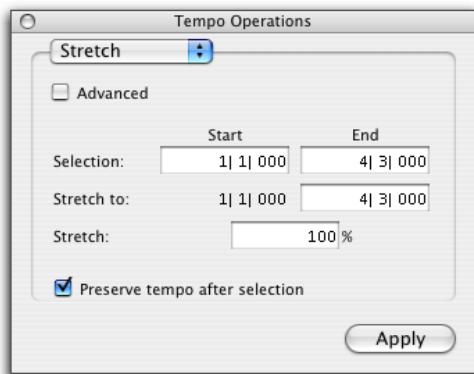 Tempo Operations
Stretch
Advanced
Start End
Selection: 1| 1| 000 4| 3| 000
Stretch to: 1| 1| 000 4| 3| 000
Stretch: 100 %
Preserve tempo after selection
Apply